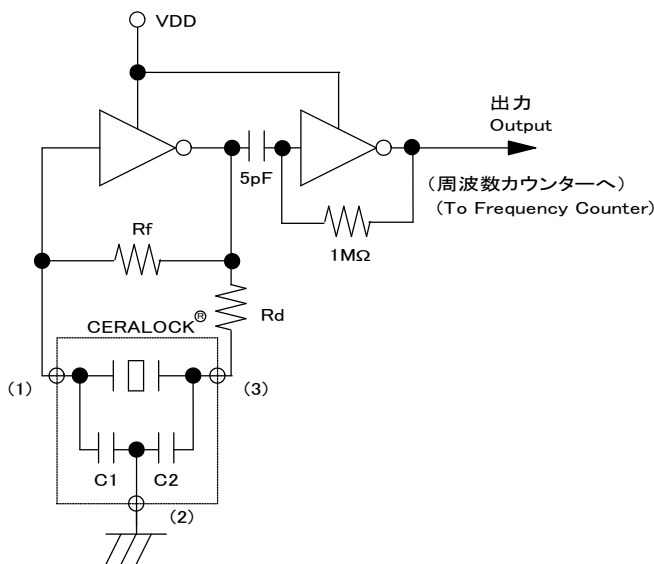 VDD
出力
Output
5pF
(周波数カウンターへ)
(To Frequency Counter)
Rf
1MΩ
Rd
CERALOCK®
(1)
(3)
C1
C2
(2)